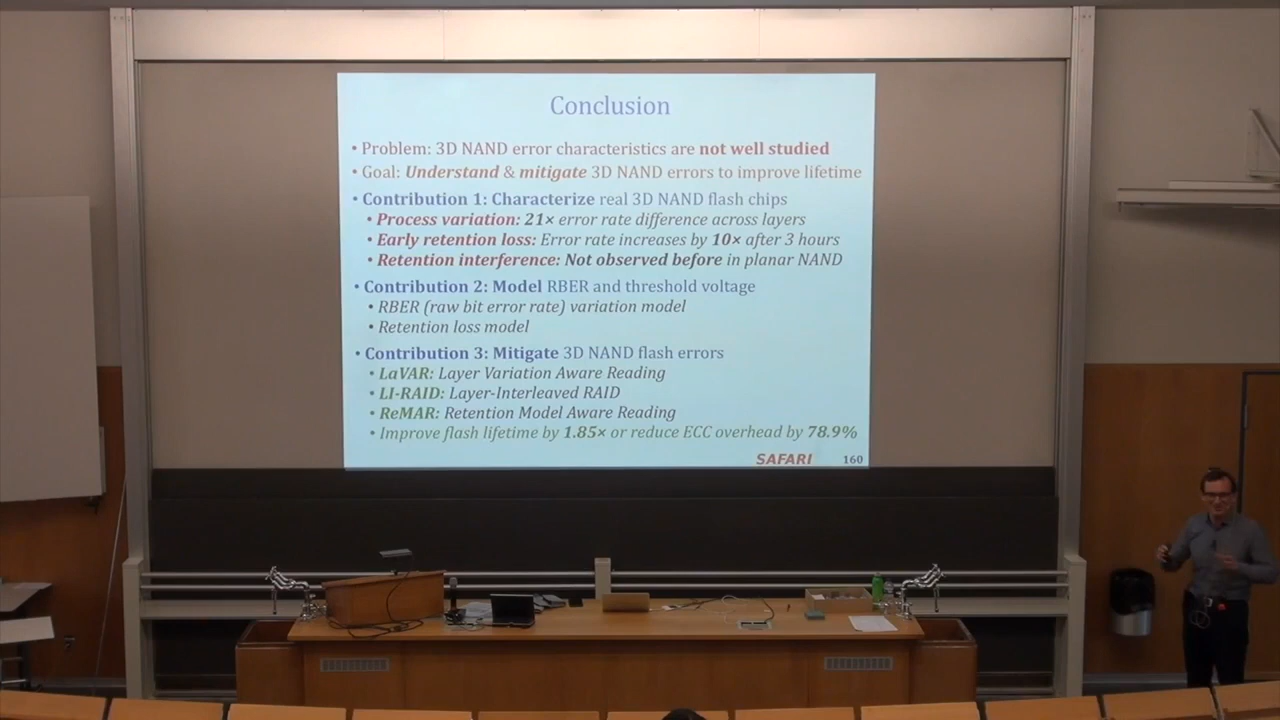 Conclusion
• Problem: 3D NAND error characteristics are not well studied
• Goal: Understand & mitigate 3D NAND errors to improve lifetime
• Contribution 1: Characterize real 3D NAND flash chips
• Process variation: 21× error rate difference across layers
• Early retention loss: Error rate increases by 10× after 3 hours
• Retention interference: Not observed before in planar NAND
• Contribution 2: Model RBER and threshold voltage
• RBER (raw bit error rate) variation model
• Retention loss model
• Contribution 3: Mitigate 3D NAND flash errors
• LaVAR: Layer Variation Aware Reading
• LI-RAID: Layer-Interleaved RAID
• ReMAR: Retention Model Aware Reading
• Improve flash lifetime by 1.85× or reduce ECC overhead by 78.9%
SAFARI 160